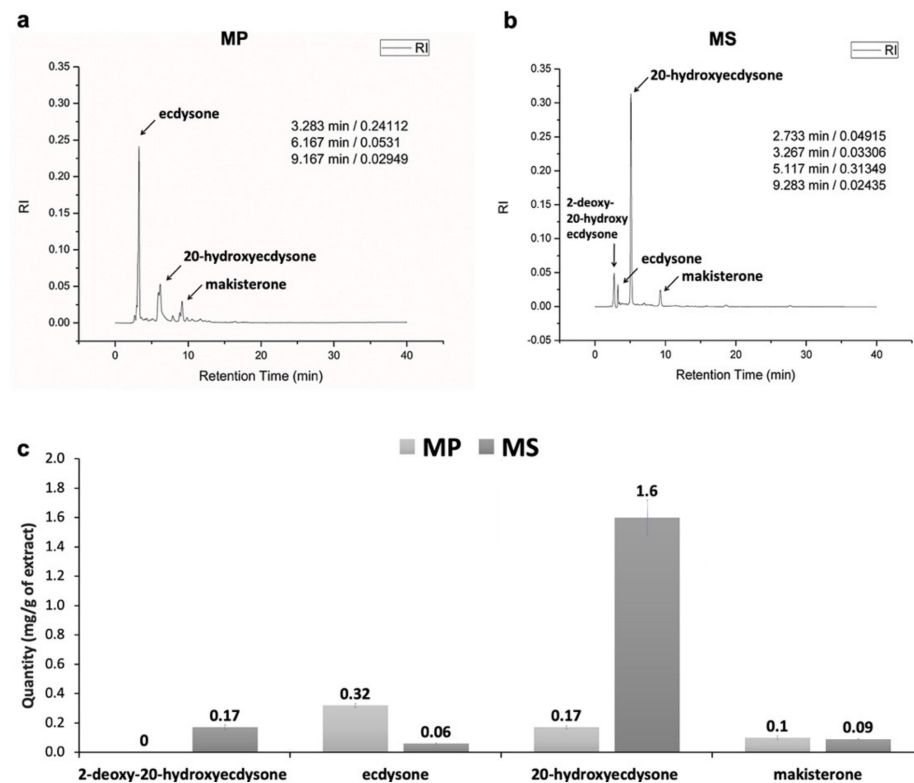 a
MP
RI
0.35
0.30
0.25
0.20
0.15
0.10
0.05
0.00
RI
ecdysone
3.283 min / 0.24112
6.167 min / 0.0531
9.167 min / 0.02949
20-hydroxyecdysone
makisterone
0 10 20 30 40
Retention Time (min)
b
MS
RI
0.35
0.30
0.25
0.20
0.15
0.10
0.05
0.00
-0.05
RI
20-hydroxyecdysone
2.733 min / 0.04915
3.267 min / 0.03306
5.117 min / 0.31349
9.283 min / 0.02435
2-deoxy-
20-hydroxy
ecdysone
ecdysone
makisterone
0 10 20 30 40
Retention Time (min)
c
MP MS
Quantity (mg/g of extract)
2.0
1.8
1.6
1.4
1.2
1.0
0.8
0.6
0.4
0.2
0.0
0 0.17 0.32 0.06 0.17 1.6 0.1 0.09
2-deoxy-20-hydroxyecdysone ecdysone 20-hydroxyecdysone makisterone